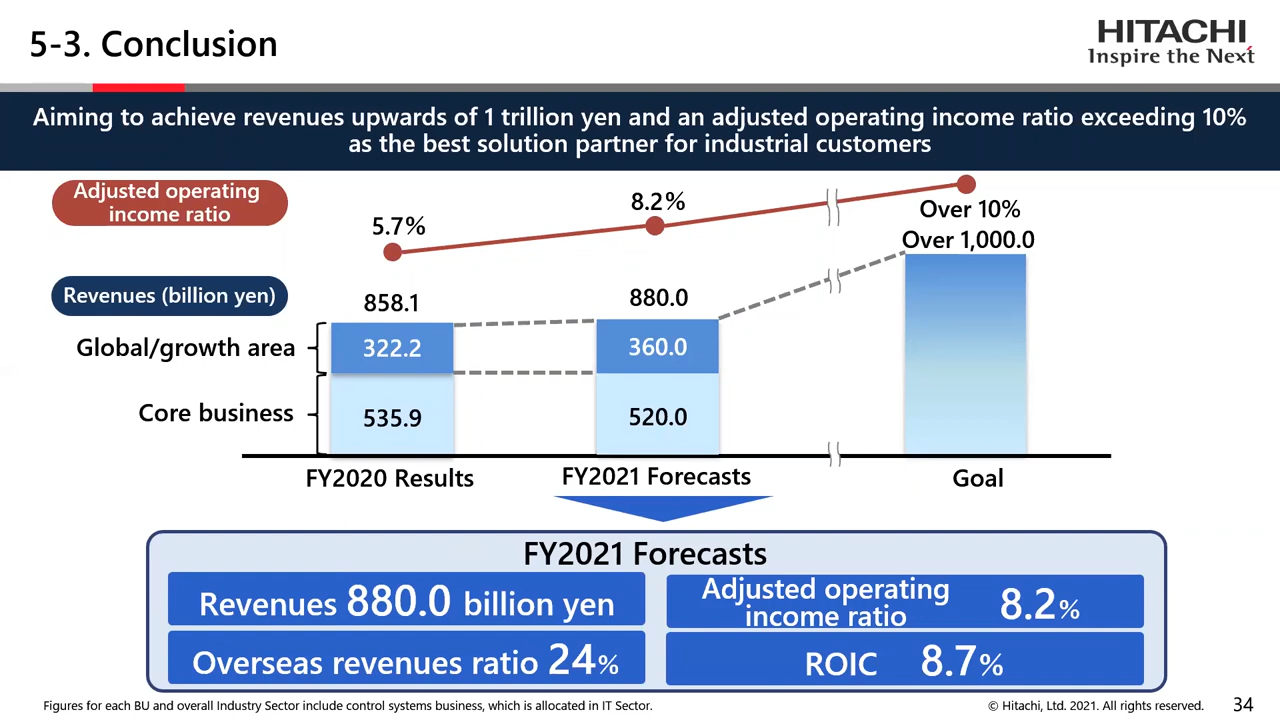 5-3. Conclusion
HITACHI
Inspire the Next
Aiming to achieve revenues upwards of 1 trillion yen and an adjusted operating income ratio exceeding 10%
as the best solution partner for industrial customers
Adjusted operating
income ratio
5.7%
8.2%
Over 10%
Over 1,000.0
Revenues (billion yen)
858.1
880.0
Global/growth area
322.2
360.0
Core business
535.9
520.0
FY2020 Results
FY2021 Forecasts
Goal
FY2021 Forecasts
Revenues 880.0 billion yen
Adjusted operating
income ratio
8.2%
Overseas revenues ratio 24%
ROIC 8.7%
Figures for each BU and overall Industry Sector include control systems business, which is allocated in IT Sector.
© Hitachi, Ltd. 2021. All rights reserved.
34